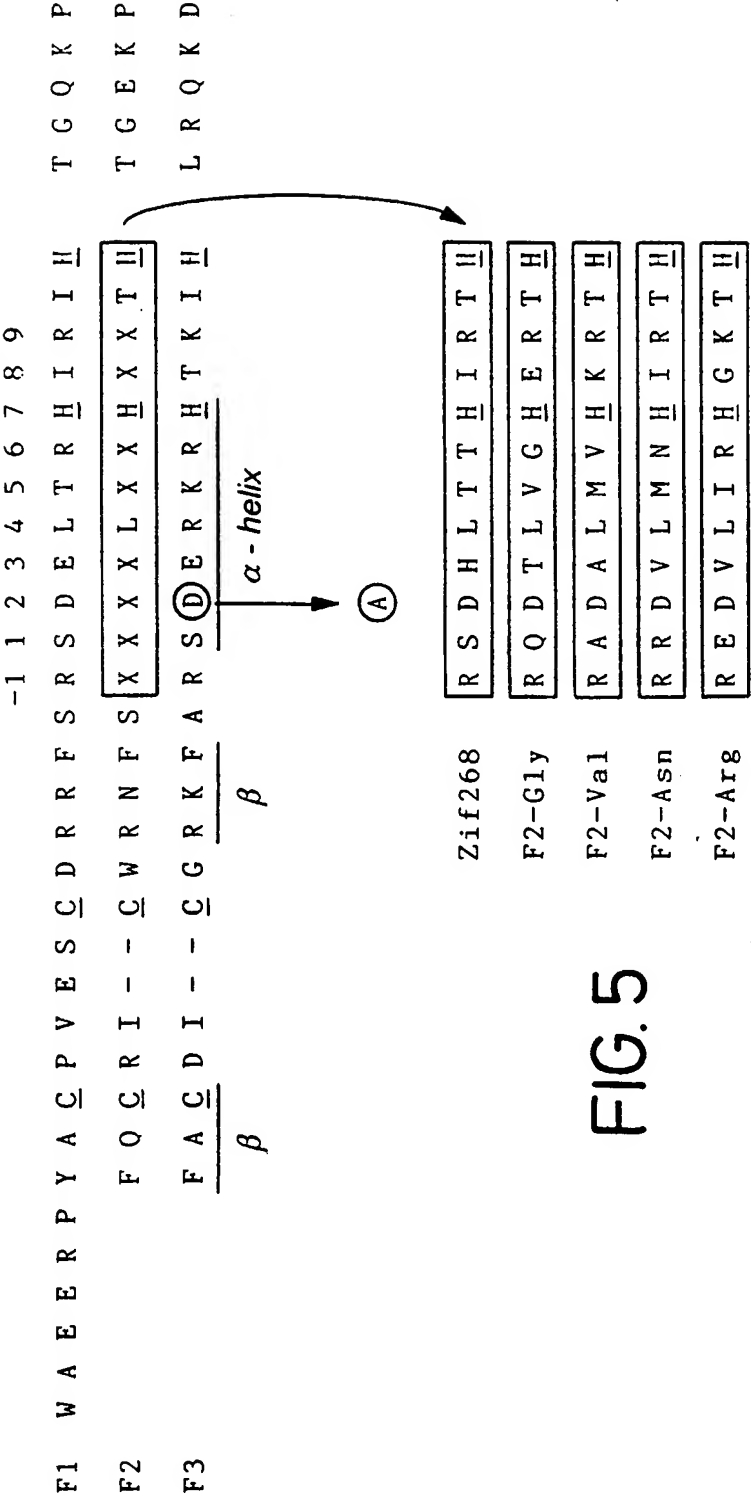 -1 1 2 3 4 5 6 7 8 9
F1 W A E E R P Y A C P V E S C D R R F S R S D E L T R H I R I H T G Q K P
F2 F Q C R I - - C W R N F S X X X X L X X H X X T H T G E K P
F3 F A C D I - - C G R K F A R S D E R K R H T K I H L R Q K D
β β α - helix
A
Zif268 R S D H L T T H I R T H
F2-Gly R Q D T L V G H E R T H
F2-Val R A D A L M V H K R T H
F2-Asn R R D V L M N H I R T H
F2-Arg R E D V L I R H G K T H
FIG. 5